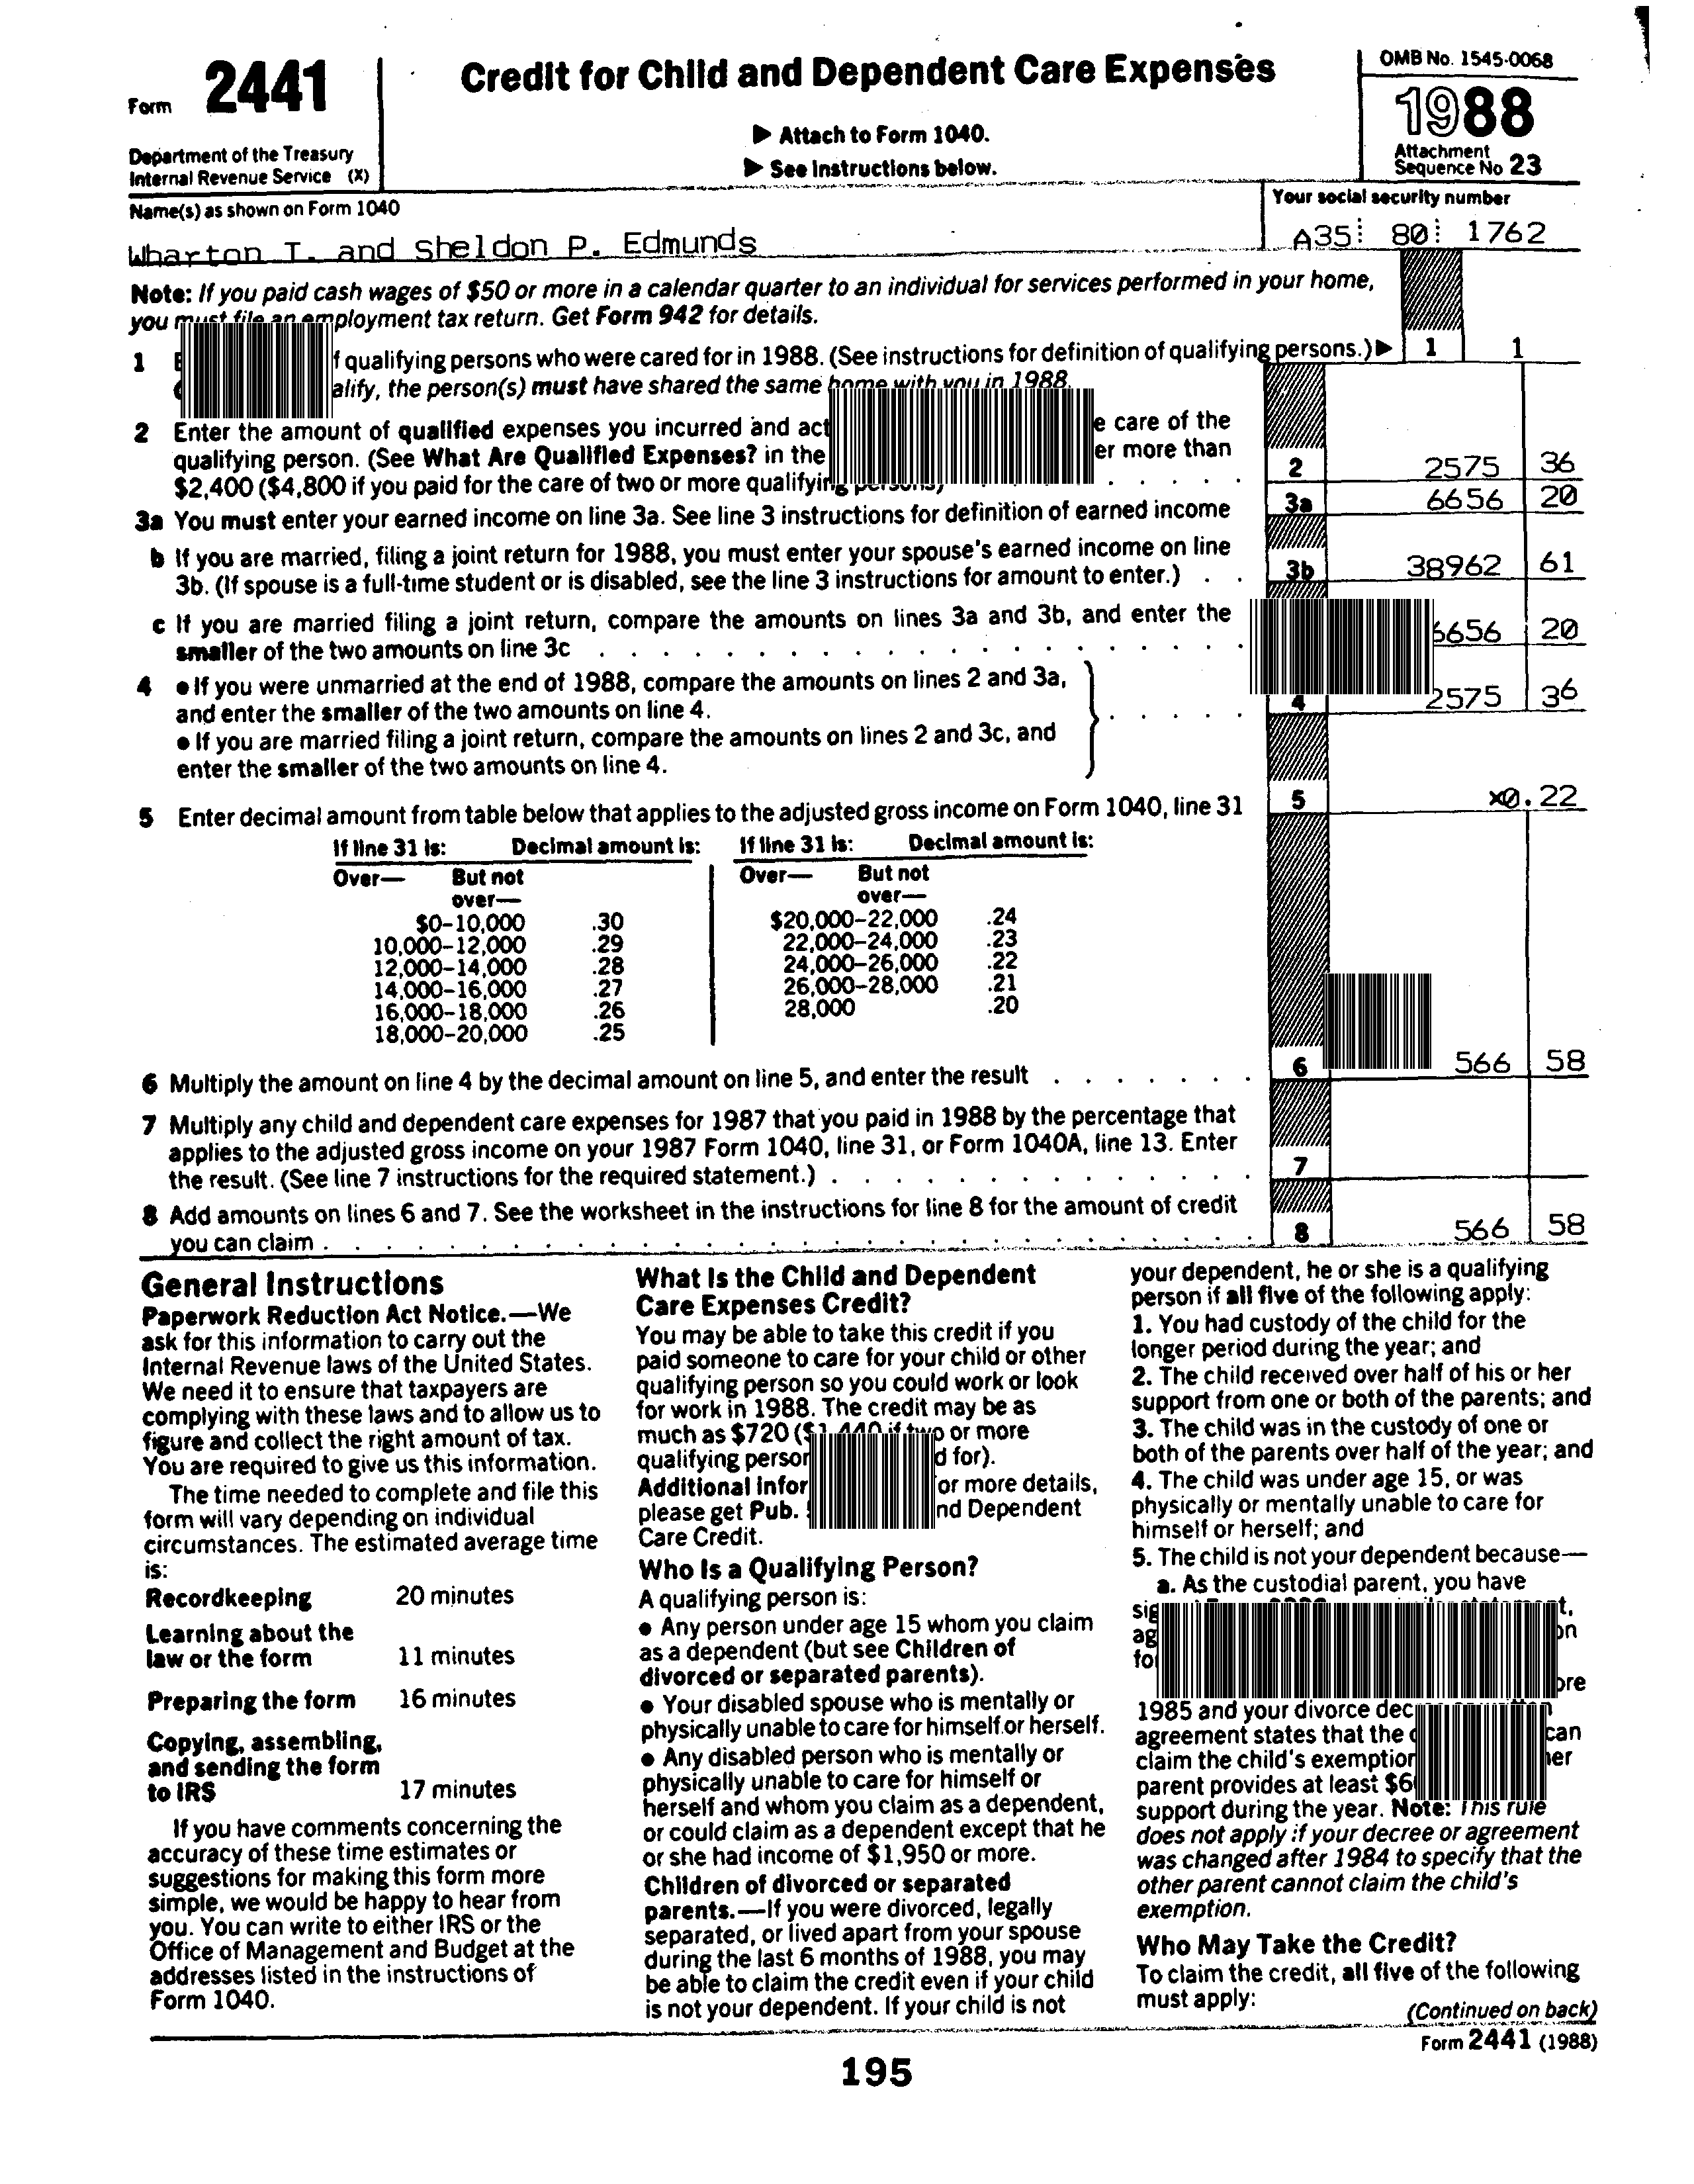 Form 2441
Department of the Treasury
Internal Revenue Service (X)
Credit for Child and Dependent Care Expenses
▶ Attach to Form 1040.
▶ See Instructions below.
OMB No. 1545-0068
1988
Attachment
Sequence No 23
Name(s) as shown on Form 1040
Wharton T. and Sheldon P. Edmunds
Your social security number
A35 80 1762
Note: If you paid cash wages of $50 or more in a calendar quarter to an individual for services performed in your home,
you must file an employment tax return. Get Form 942 for details.
1 qualifying persons who were cared for in 1988. (See instructions for definition of qualifying persons.) ▶ 1 1
the person(s) must have shared the same home with you in 1988.
2 Enter the amount of qualified expenses you incurred and care of the
qualifying person. (See What Are Qualified Expenses? in the more than
$2,400 ($4,800 if you paid for the care of two or more qualifying persons) . . . . . 2 2575 36
3a You must enter your earned income on line 3a. See line 3 instructions for definition of earned income 3a 6656 20
b If you are married, filing a joint return for 1988, you must enter your spouse's earned income on line
3b. (If spouse is a full-time student or is disabled, see the line 3 instructions for amount to enter.) . . 3b 38962 61
c If you are married filing a joint return, compare the amounts on lines 3a and 3b, and enter the
smaller of the two amounts on line 3c . . . . . . . . . . . . . . . . . . . . . 6656 20
4 ● If you were unmarried at the end of 1988, compare the amounts on lines 2 and 3a,
and enter the smaller of the two amounts on line 4. . . . . . 4 2575 36
● If you are married filing a joint return, compare the amounts on lines 2 and 3c, and
enter the smaller of the two amounts on line 4.
5 Enter decimal amount from table below that applies to the adjusted gross income on Form 1040, line 31 5 x0.22
If line 31 is: Decimal amount is: If line 31 is: Decimal amount is:
Over— But not over— Over— But not over—
$0–10,000 .30 $20,000–22,000 .24
10,000–12,000 .29 22,000–24,000 .23
12,000–14,000 .28 24,000–26,000 .22
14,000–16,000 .27 26,000–28,000 .21
16,000–18,000 .26 28,000 .20
18,000–20,000 .25
6 Multiply the amount on line 4 by the decimal amount on line 5, and enter the result . . . . . . . 6 566 58
7 Multiply any child and dependent care expenses for 1987 that you paid in 1988 by the percentage that
applies to the adjusted gross income on your 1987 Form 1040, line 31, or Form 1040A, line 13. Enter
the result. (See line 7 instructions for the required statement.) . . . . . . . . . . . . . . 7
8 Add amounts on lines 6 and 7. See the worksheet in the instructions for line 8 for the amount of credit
you can claim . . . . . . . . . . . . . . . . . . . . . . . . . . . . . . 8 566 58
General Instructions
Paperwork Reduction Act Notice.—We
ask for this information to carry out the
Internal Revenue laws of the United States.
We need it to ensure that taxpayers are
complying with these laws and to allow us to
figure and collect the right amount of tax.
You are required to give us this information.
The time needed to complete and file this
form will vary depending on individual
circumstances. The estimated average time
is:
Recordkeeping 20 minutes
Learning about the
law or the form 11 minutes
Preparing the form 16 minutes
Copying, assembling,
and sending the form
to IRS 17 minutes
If you have comments concerning the
accuracy of these time estimates or
suggestions for making this form more
simple, we would be happy to hear from
you. You can write to either IRS or the
Office of Management and Budget at the
addresses listed in the instructions of
Form 1040.
What Is the Child and Dependent
Care Expenses Credit?
You may be able to take this credit if you
paid someone to care for your child or other
qualifying person so you could work or look
for work in 1988. The credit may be as
much as $720 ($1,440 if two or more
qualifying for).
Additional or more details,
please get Pub. Dependent
Care Credit.
Who Is a Qualifying Person?
A qualifying person is:
● Any person under age 15 whom you claim
as a dependent (but see Children of
divorced or separated parents).
● Your disabled spouse who is mentally or
physically unable to care for himself or herself.
● Any disabled person who is mentally or
physically unable to care for himself or
herself and whom you claim as a dependent,
or could claim as a dependent except that he
or she had income of $1,950 or more.
Children of divorced or separated
parents.—If you were divorced, legally
separated, or lived apart from your spouse
during the last 6 months of 1988, you may
be able to claim the credit even if your child
is not your dependent. If your child is not
your dependent, he or she is a qualifying
person if all five of the following apply:
1. You had custody of the child for the
longer period during the year; and
2. The child received over half of his or her
support from one or both of the parents; and
3. The child was in the custody of one or
both of the parents over half of the year; and
4. The child was under age 15, or was
physically or mentally unable to care for
himself or herself; and
5. The child is not your dependent because—
a. As the custodial parent, you have
1985 and your divorce
agreement states that the can
claim the child's
parent provides at least
support during the year. Note: This rule
does not apply if your decree or agreement
was changed after 1984 to specify that the
other parent cannot claim the child's
exemption.
Who May Take the Credit?
To claim the credit, all five of the following
must apply:
(Continued on back)
Form 2441 (1988)
195